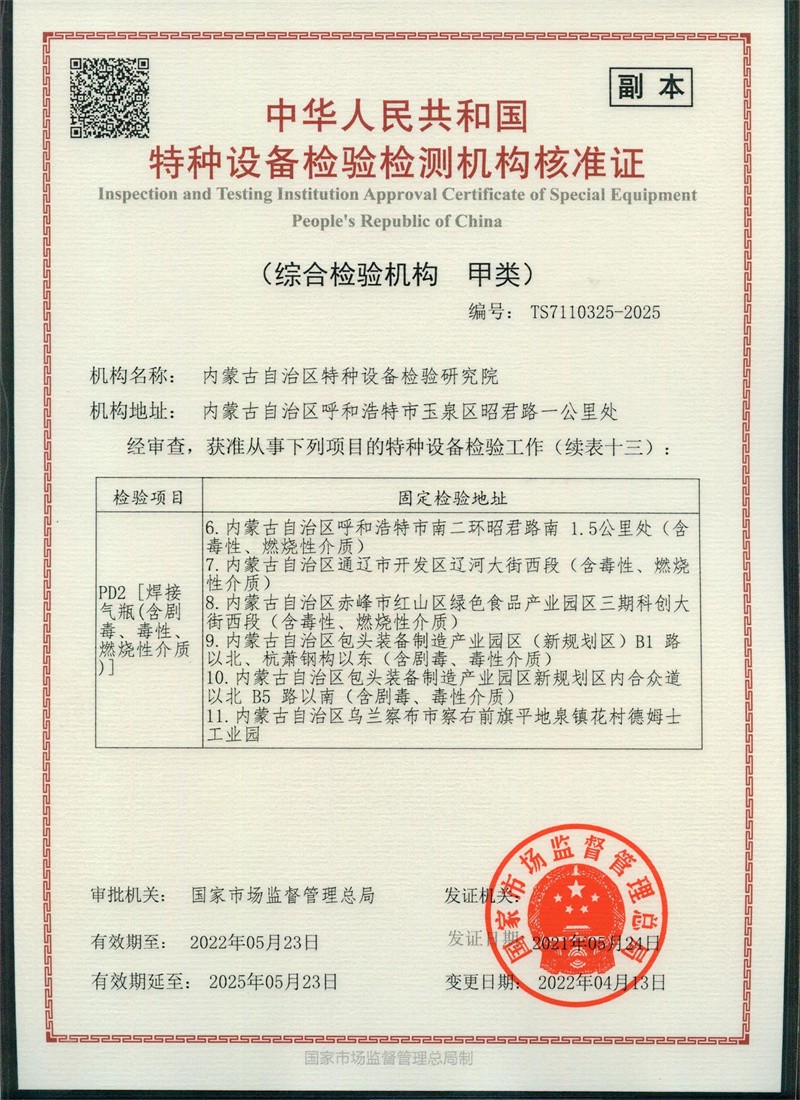 副 本
中华人民共和国
特种设备检验检测机构核准证
Inspection and Testing Institution Approval Certificate of Special Equipment
People's Republic of China
（综合检验机构　甲类）
编号： TS7110325-2025
机构名称： 内蒙古自治区特种设备检验研究院
机构地址： 内蒙古自治区呼和浩特市玉泉区昭君路一公里处
经审查，获准从事下列项目的特种设备检验工作（续表十三）：
检验项目 固定检验地址
PD2 [焊接
气瓶(含剧
毒、毒性、
燃烧性介质
)]
6.内蒙古自治区呼和浩特市南二环昭君路南 1.5公里处（含
毒性、燃烧性介质）
7.内蒙古自治区通辽市开发区辽河大街西段（含毒性、燃烧
性介质）
8.内蒙古自治区赤峰市红山区绿色食品产业园区三期科创大
街西段（含毒性、燃烧性介质）
9.内蒙古自治区包头装备制造产业园区（新规划区）B1 路
以北、杭萧钢构以东（含剧毒、毒性介质）
10.内蒙古自治区包头装备制造产业园区新规划区内合众道
以北 B5 路以南（含剧毒、毒性介质）
11.内蒙古自治区乌兰察布市察右前旗平地泉镇花村德姆士
工业园
审批机关： 国家市场监督管理总局 发证机关：
有效期至： 2022年05月23日 发证日期： 2021年05月24日
有效期延至： 2025年05月23日 变更日期： 2022年04月13日
国家市场监督管理总局
国家市场监督管理总局制